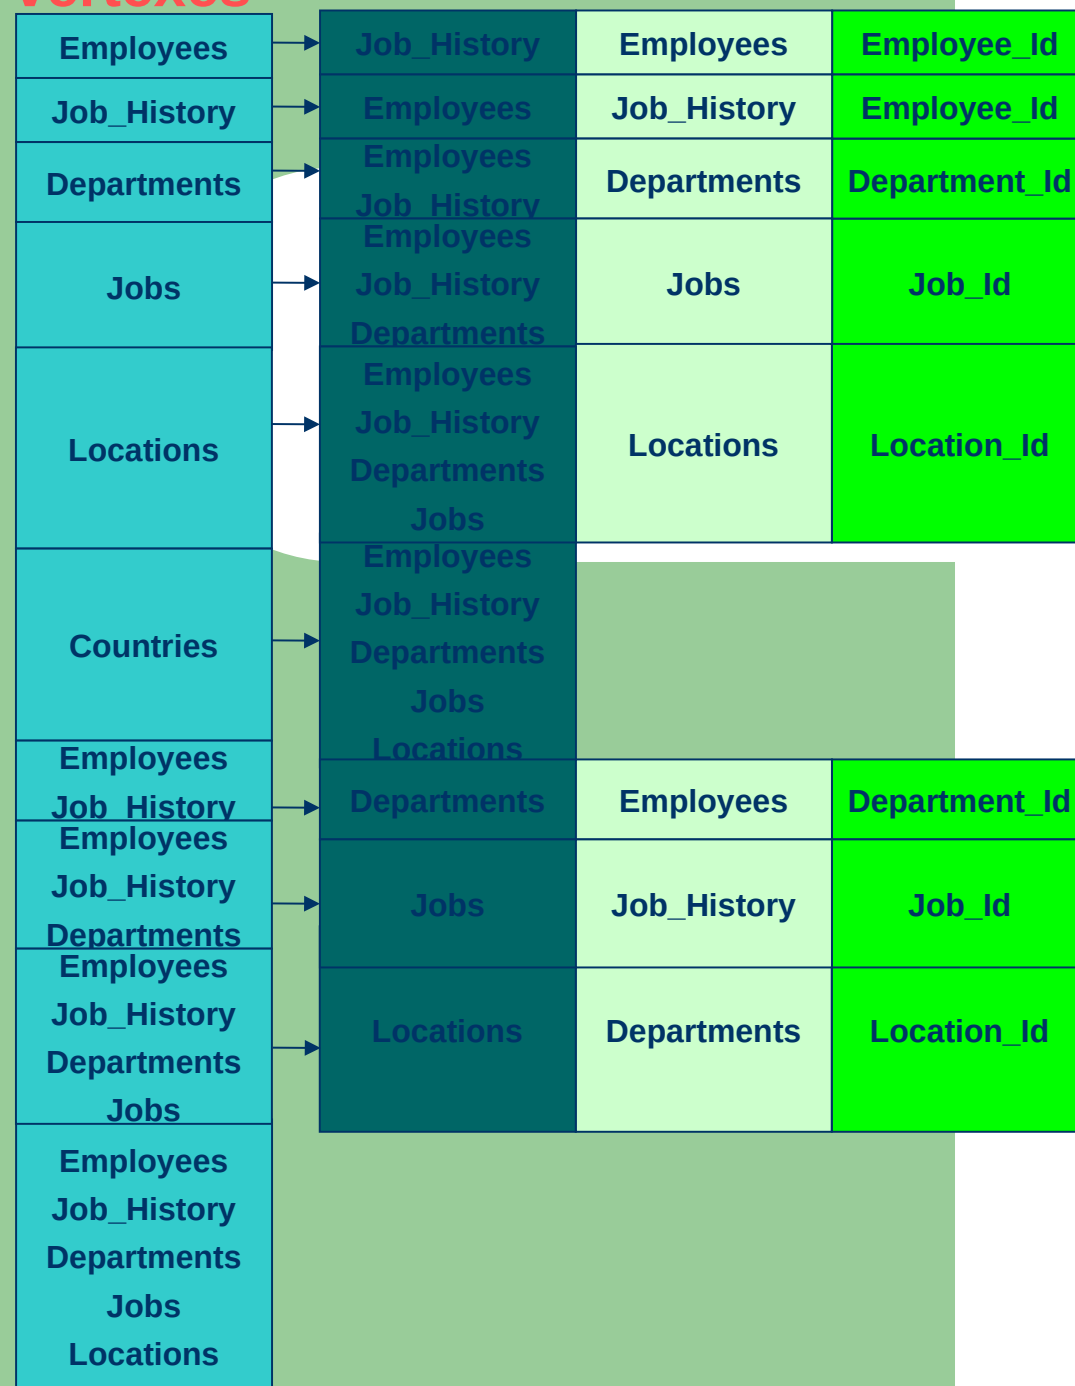 Vertexes
Employees Job_History Employees Employee_Id
Job_History Employees Job_History Employee_Id
Employees
Departments Departments Department_Id
Job_History
Employees
Jobs Job_History Jobs Job_Id
Departments
Employees
Job_History
Locations Locations Location_Id
Departments
Jobs
Employees
Job_History
Countries Departments
Jobs
Locations
Employees
Job_History Departments Employees Department_Id
Employees
Job_History Jobs Job_History Job_Id
Departments
Employees
Job_History Locations Departments Location_Id
Departments
Jobs
Employees
Job_History
Departments
Jobs
Locations